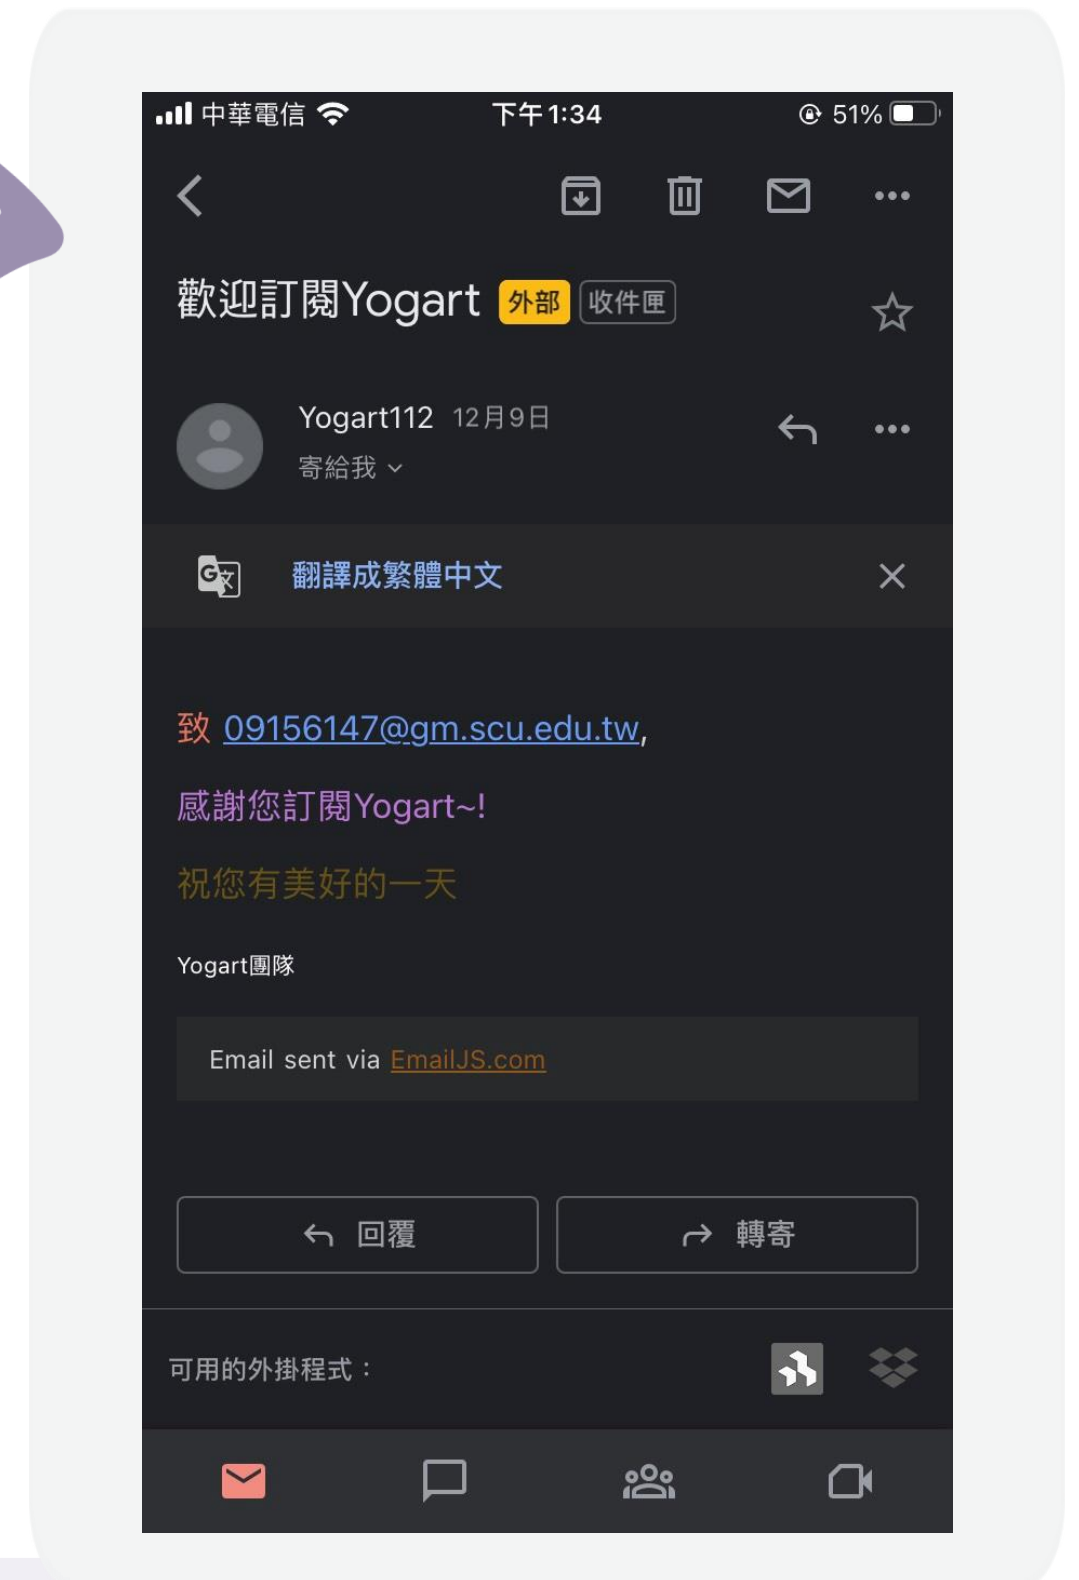 中華電信 下午1:34 51%
歡迎訂閱Yogart 外部 收件匣
Yogart112 12月9日
寄給我
翻譯成繁體中文
致 09156147@gm.scu.edu.tw,
感謝您訂閱Yogart~!
祝您有美好的一天
Yogart團隊
Email sent via EmailJS.com
回覆 轉寄
可用的外掛程式：